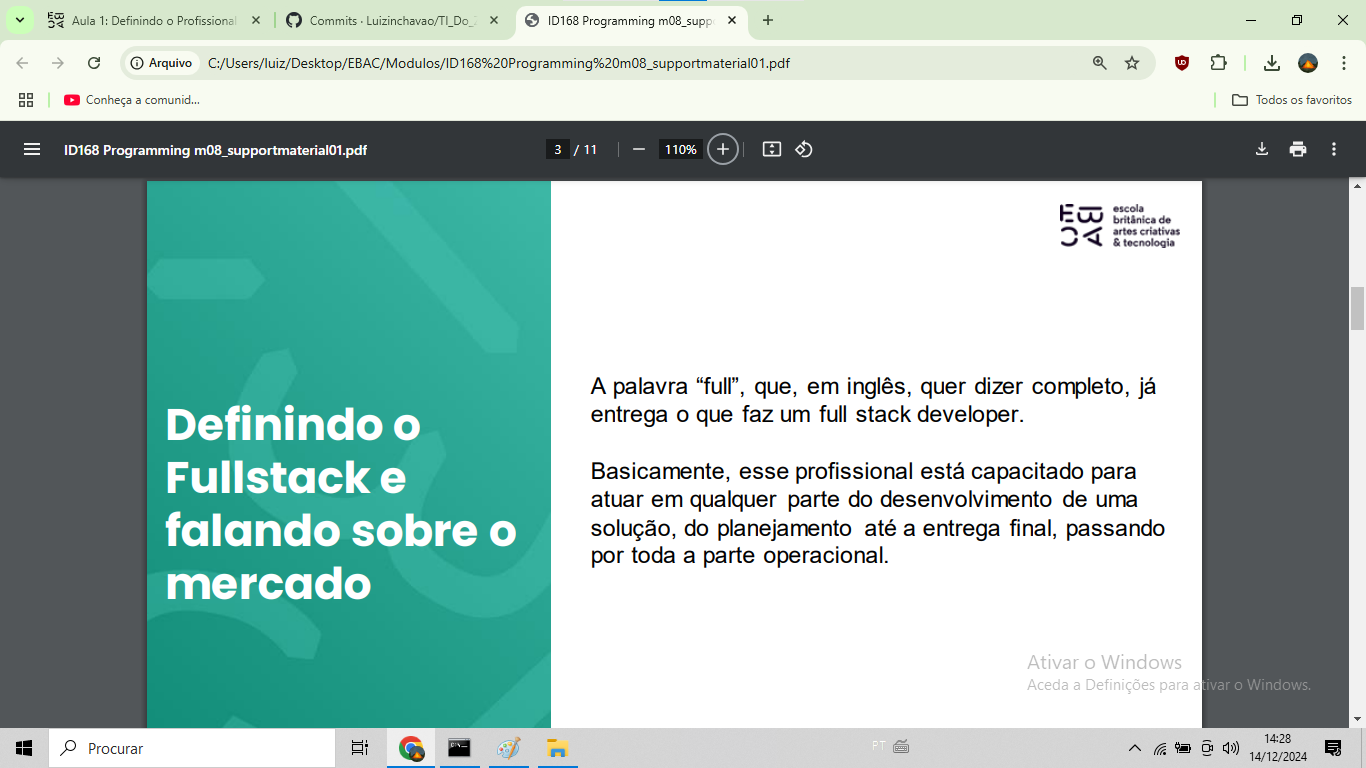 Aula 1: Definindo o Profissional
Commits · Luizinchavao/TI_Do_
ID168 Programming m08_supp
Arquivo
C:/Users/luiz/Desktop/EBAC/Modulos/ID168%20Programming%20m08_supportmaterial01.pdf
Conheça a comunid...
Todos os favoritos
ID168 Programming m08_supportmaterial01.pdf
3 / 11
110%
escola
britânica de
artes criativas
& tecnologia
Definindo o
Fullstack e
falando sobre o
mercado
A palavra “full”, que, em inglês, quer dizer completo, já
entrega o que faz um full stack developer.
Basicamente, esse profissional está capacitado para
atuar em qualquer parte do desenvolvimento de uma
solução, do planejamento até a entrega final, passando
por toda a parte operacional.
Ativar o Windows
Aceda a Definições para ativar o Windows.
Procurar
PT
14:28
14/12/2024